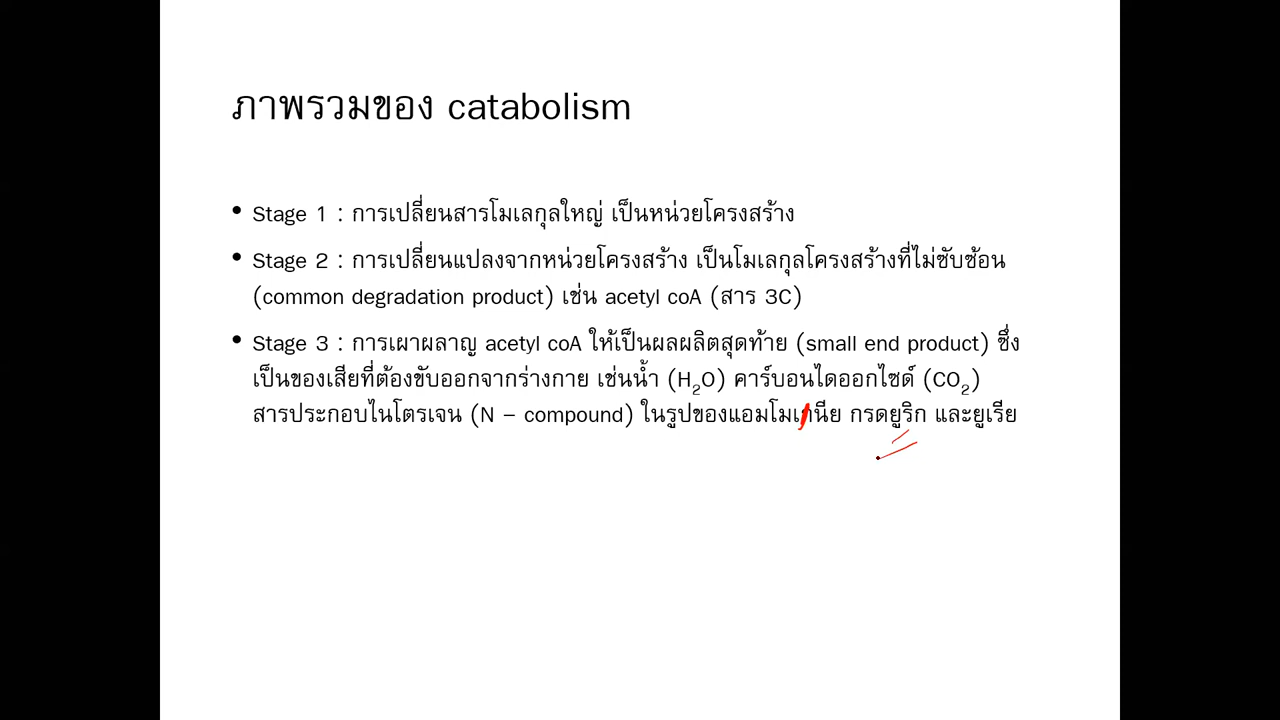 ภาพรวมของ catabolism
• Stage 1 : การเปลี่ยนสารโมเลกุลใหญ่ เป็นหน่วยโครงสร้าง
• Stage 2 : การเปลี่ยนแปลงจากหน่วยโครงสร้าง เป็นโมเลกุลโครงสร้างที่ไม่ซับซ้อน
(common degradation product) เช่น acetyl coA (สาร 3C)
• Stage 3 : การเผาผลาญ acetyl coA ให้เป็นผลผลิตสุดท้าย (small end product) ซึ่ง
เป็นของเสียที่ต้องขับออกจากร่างกาย เช่นน้ำ (H₂O) คาร์บอนไดออกไซด์ (CO₂)
สารประกอบไนโตรเจน (N – compound) ในรูปของแอมโมเกนีย กรดยูริก และยูเรีย